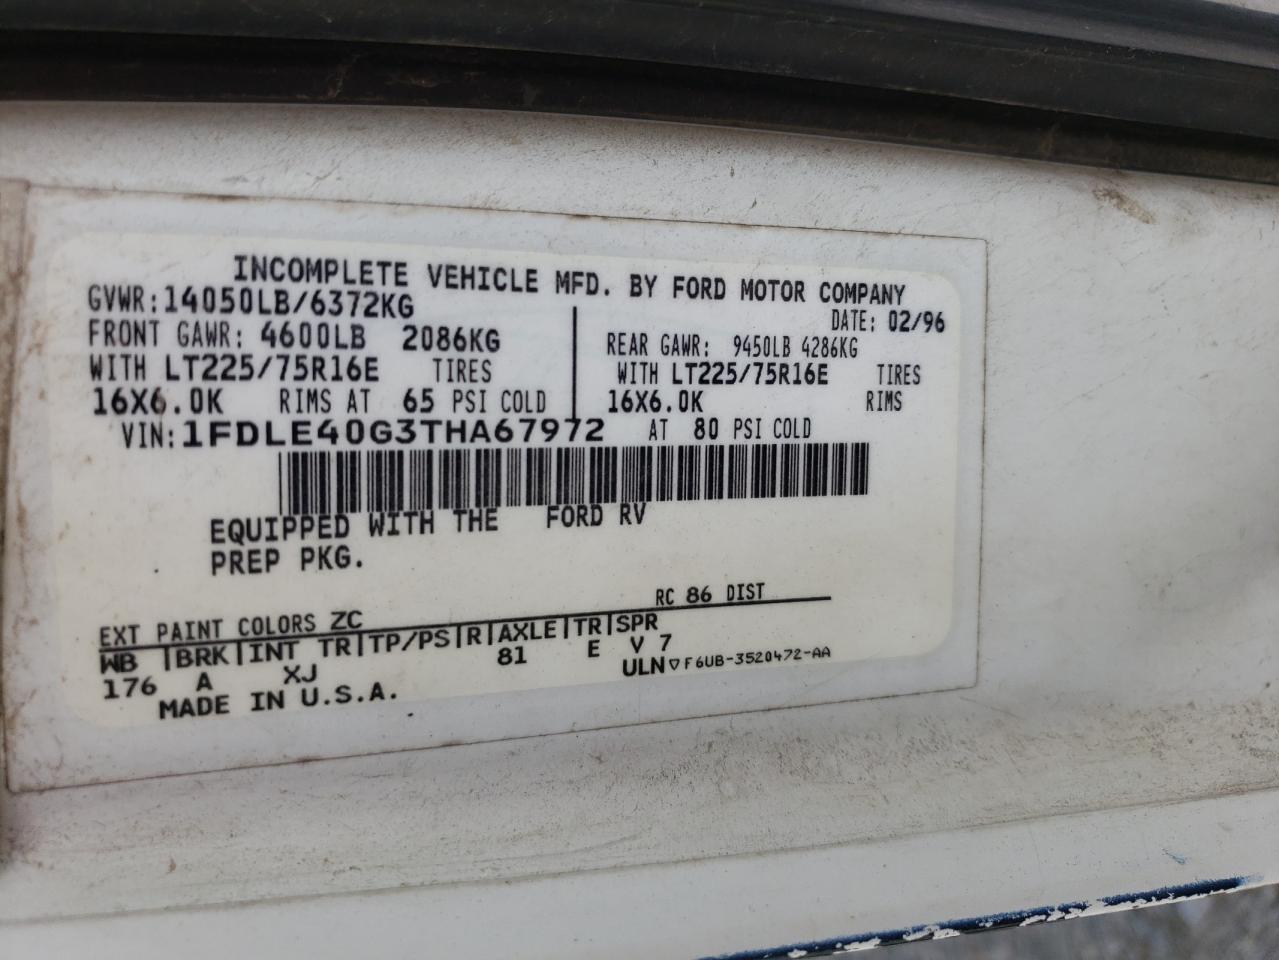 INCOMPLETE VEHICLE MFD. BY FORD MOTOR COMPANY
GVWR:14050LB/6372KG
DATE: 02/96
FRONT GAWR: 4600LB 2086KG
WITH LT225/75R16E TIRES
16X6.0K RIMS AT 65 PSI COLD
REAR GAWR: 9450LB 4286KG
WITH LT225/75R16E TIRES
16X6.0K RIMS
AT 80 PSI COLD
VIN:1FDLE40G3THA67972
EQUIPPED WITH THE FORD RV
PREP PKG.
RC 86 DIST
EXT PAINT COLORS ZC
WB |BRK|INT TR|TP/PS|R|AXLE|TR|SPR
176 A XJ 81 E V 7
MADE IN U.S.A.
ULN ▽ F6UB-3520472-AA